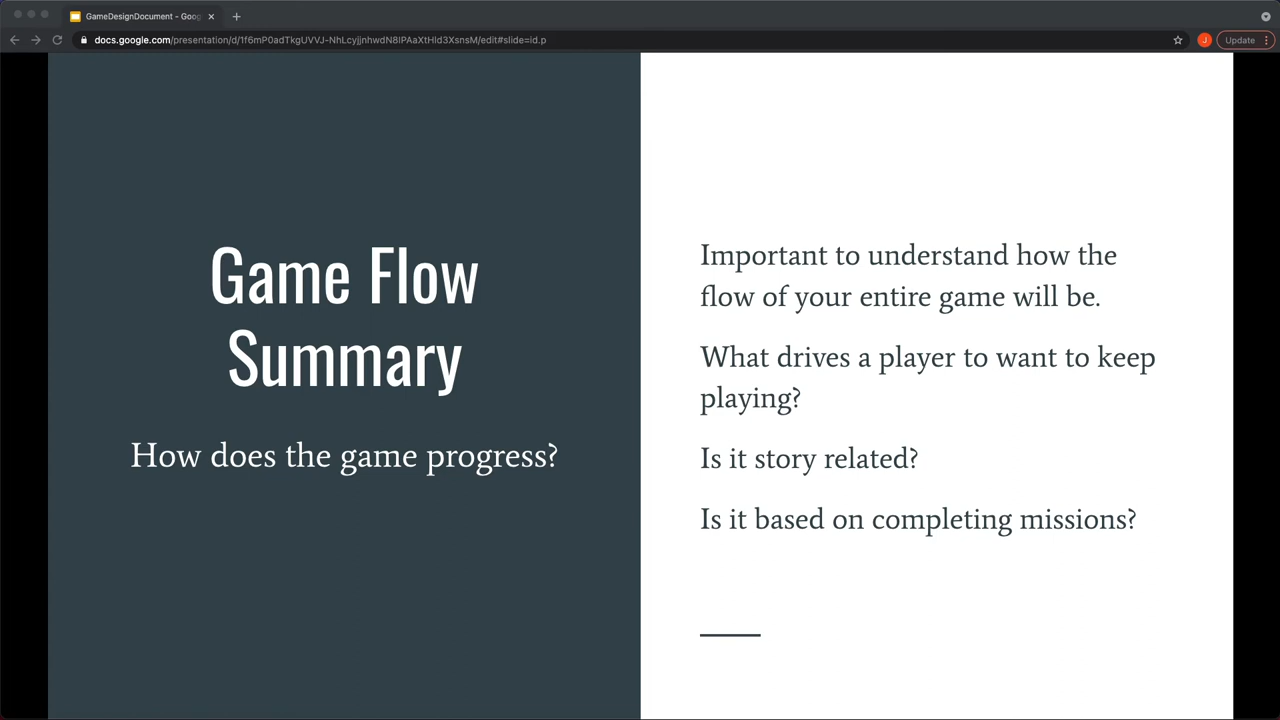 GameDesignDocument - Goog
docs.google.com/presentation/d/1f6mP0adTkgUVVJ-NhLcyjjnhwdN8IPAaXtHld3XsnsM/edit#slide=id.p
J
Update
Game Flow
Summary
How does the game progress?
Important to understand how the
flow of your entire game will be.
What drives a player to want to keep
playing?
Is it story related?
Is it based on completing missions?